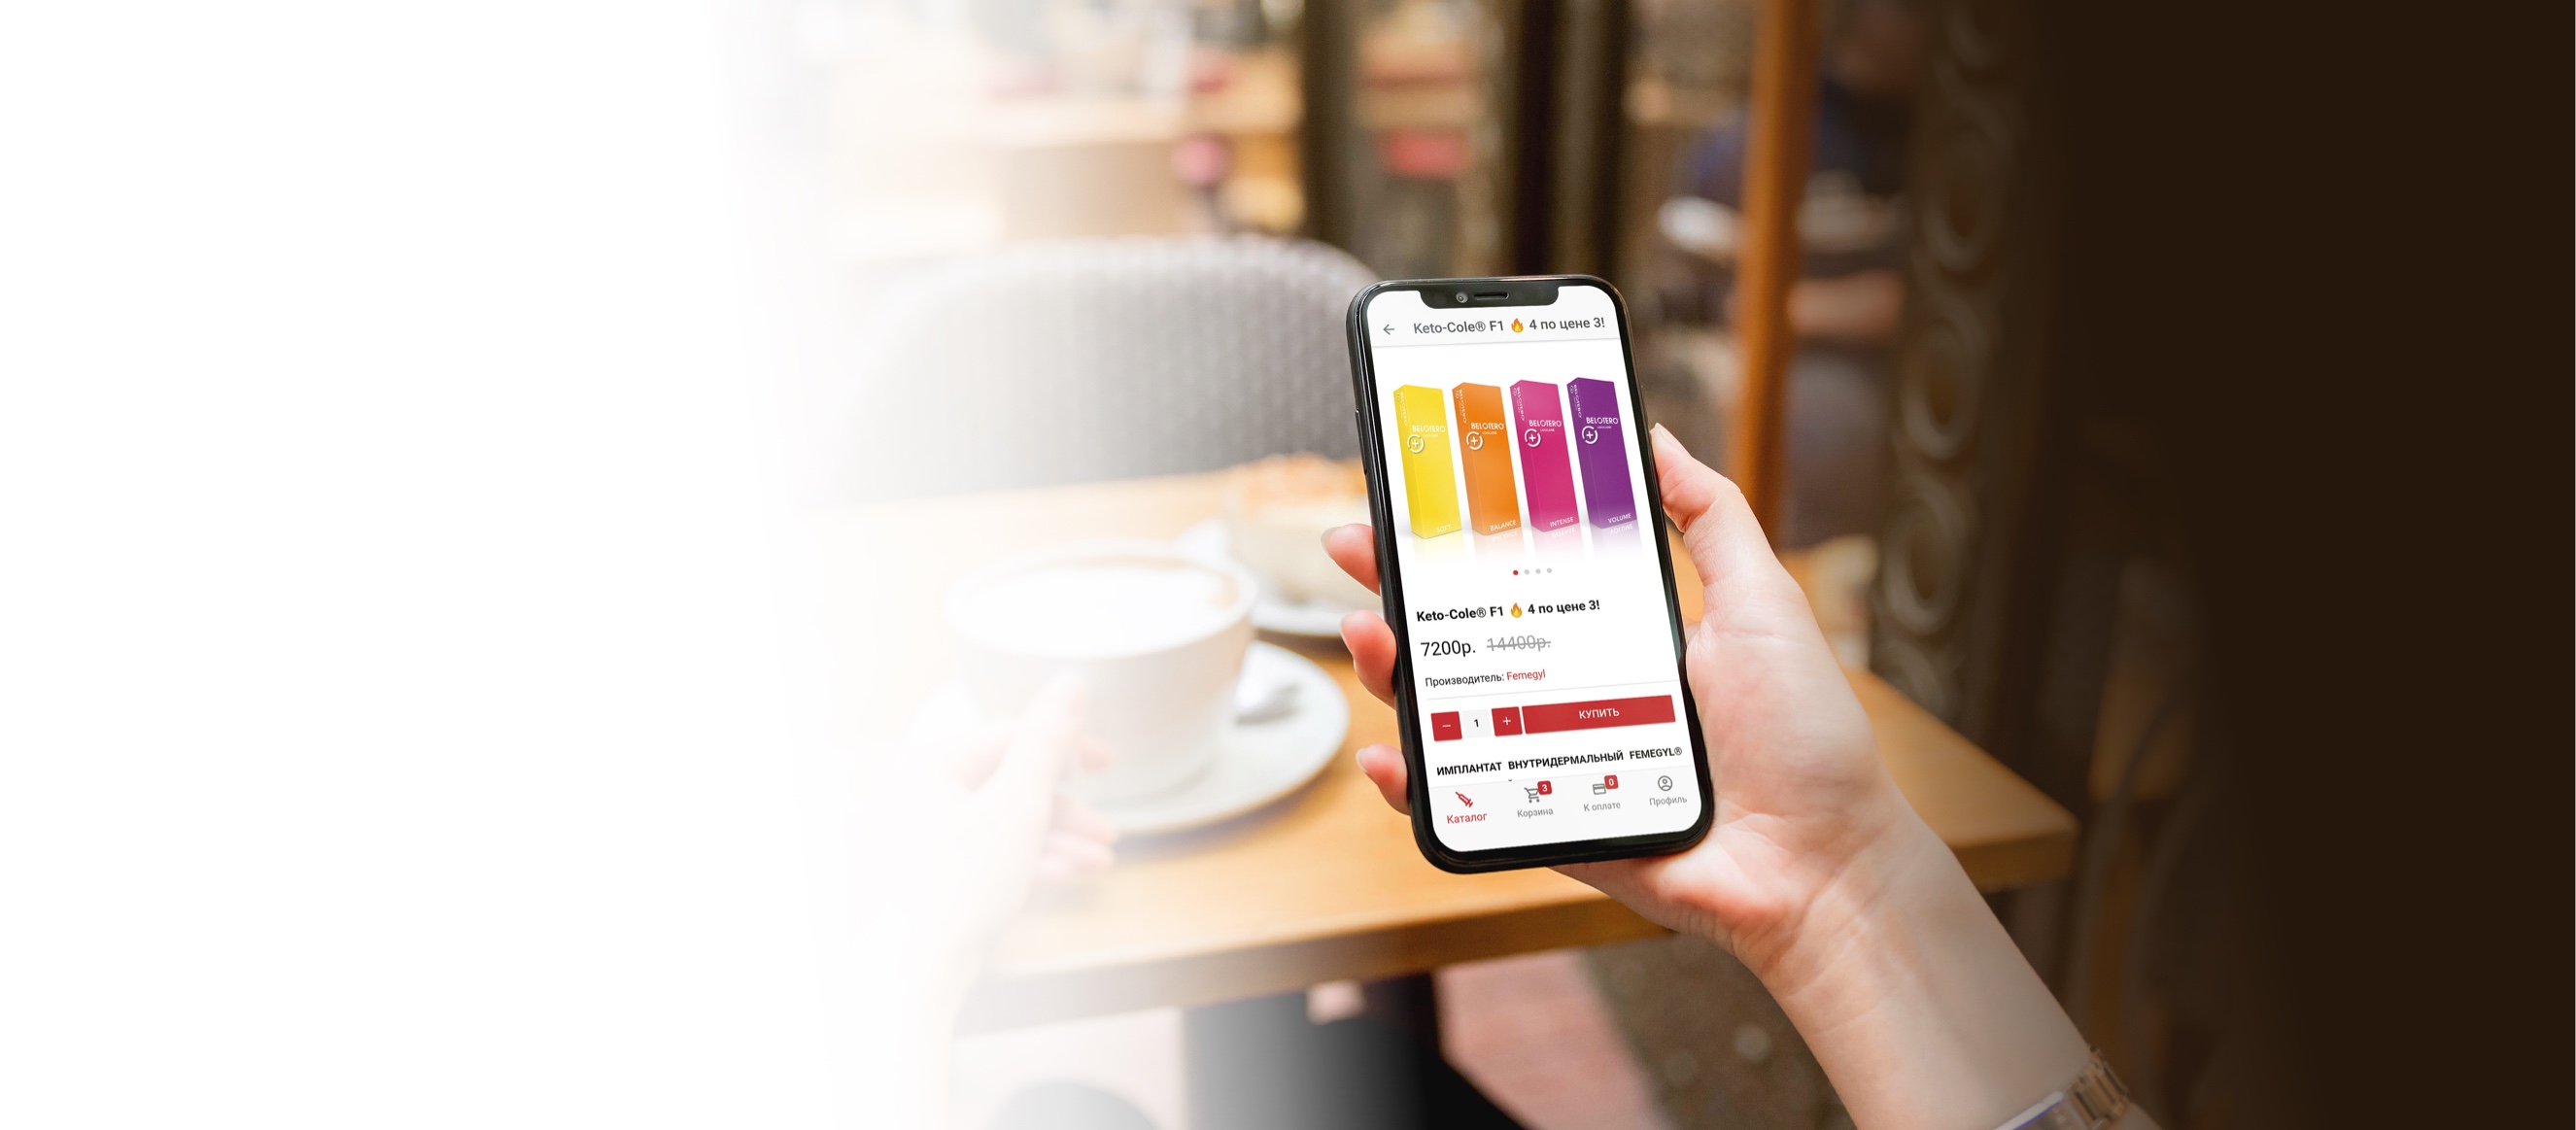 Keto-Cole® F1 🔥 4 по цене 3!
BELOTERO
BELOTERO
BELOTERO
BELOTERO
SOFT
BALANCE
INTENSE
VOLUME
Keto-Cole® F1 🔥 4 по цене 3!
7200р. 14400р.
Производитель: Femegyl
− 1 + КУПИТЬ
ИМПЛАНТАТ ВНУТРИДЕРМАЛЬНЫЙ FEMEGYL®
3
0
Каталог
Корзина
К оплате
Профиль